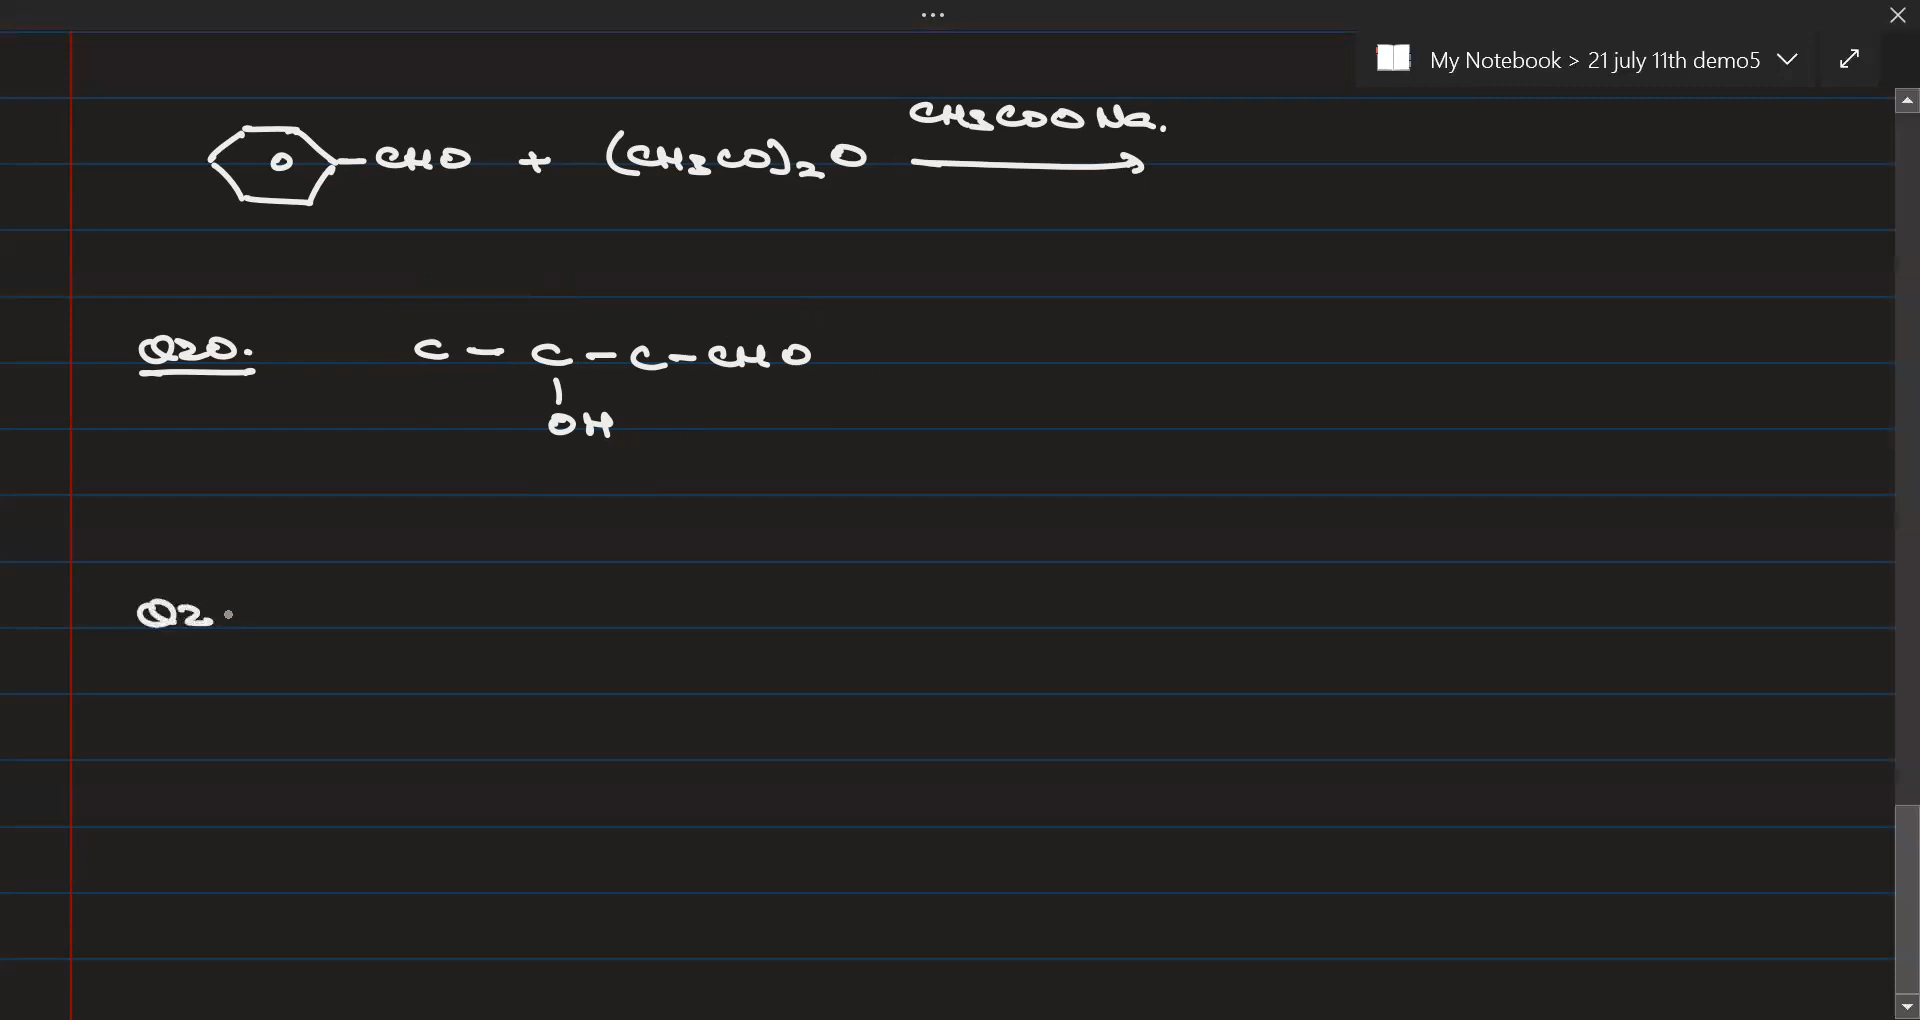 ...
My Notebook > 21 july 11th demo5
CH3COONa.
-CHO + (CH3CO)2O →
Q20. C - C - C - CHO
|
OH
Q2.